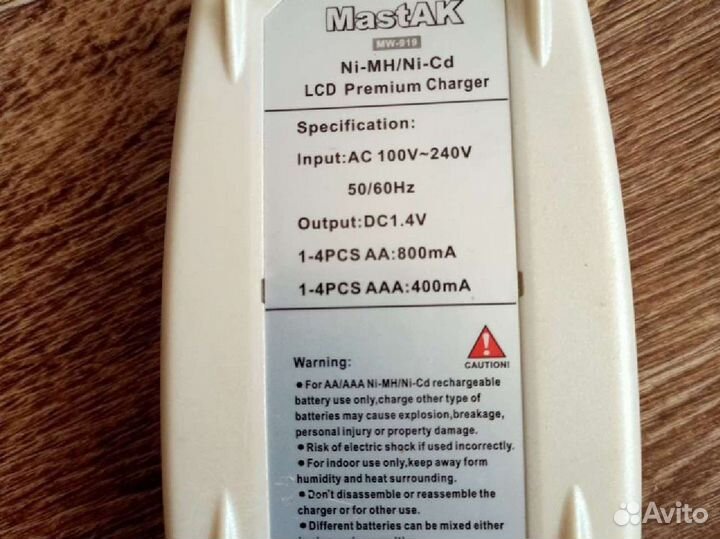 MastAK
MW-919
Ni-MH/Ni-Cd
LCD Premium Charger
Specification:
Input:AC 100V~240V
50/60Hz
Output:DC1.4V
1-4PCS AA:800mA
1-4PCS AAA:400mA
CAUTION!
Warning:
●For AA/AAA Ni-MH/Ni-Cd rechargeable
battery use only,charge other type of
batteries may cause explosion,breakage,
personal injury or property damage.
●Risk of electric shock if used incorrectly.
●For indoor use only,keep away form
humidity and heat surrounding.
●Don't disassemble or reassemble the
charger or for other use.
●Different batteries can be mixed either
Avito